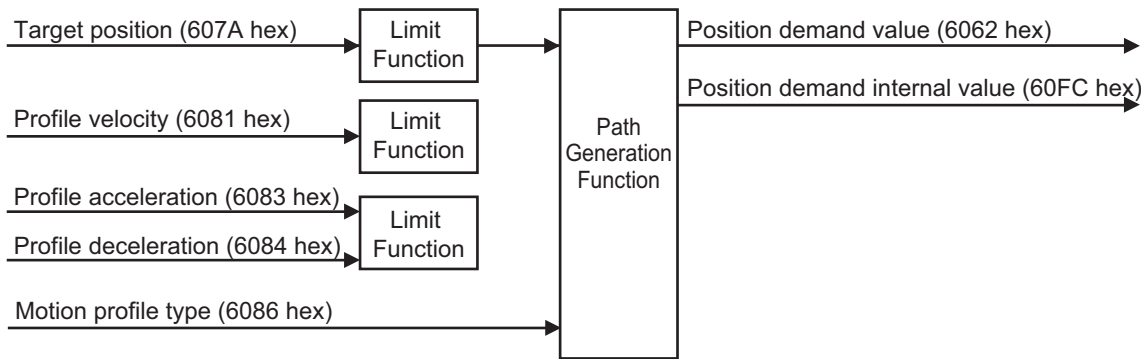 Target position (607A hex)
Limit
Function
Position demand value (6062 hex)
Position demand internal value (60FC hex)
Profile velocity (6081 hex)
Limit
Function
Path
Generation
Function
Profile acceleration (6083 hex)
Limit
Function
Profile deceleration (6084 hex)
Motion profile type (6086 hex)